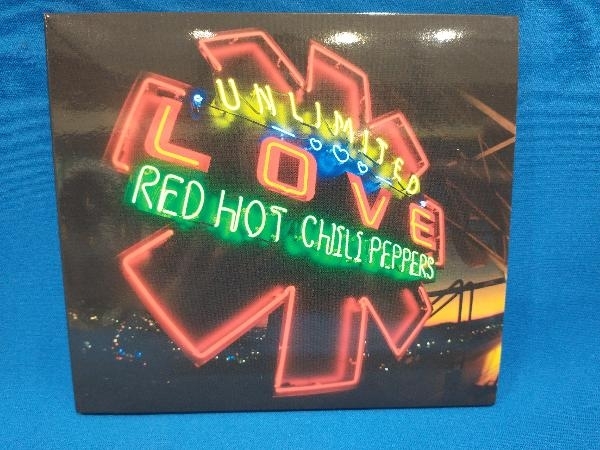 UNLIMITED
LOVE
RED HOT CHILI PEPPERS